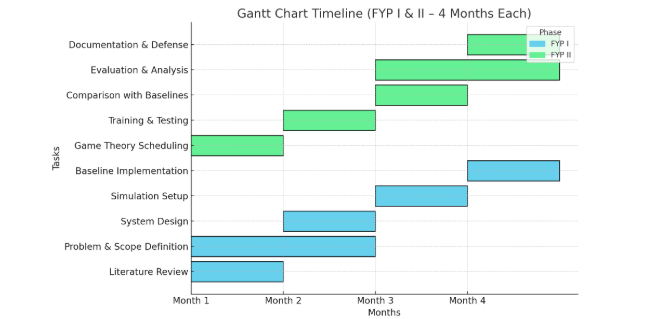 Gantt Chart Timeline (FYP I & II – 4 Months Each)
Phase
FYP I
FYP II
Tasks
Documentation & Defense
Evaluation & Analysis
Comparison with Baselines
Training & Testing
Game Theory Scheduling
Baseline Implementation
Simulation Setup
System Design
Problem & Scope Definition
Literature Review
Month 1 Month 2 Month 3 Month 4
Months